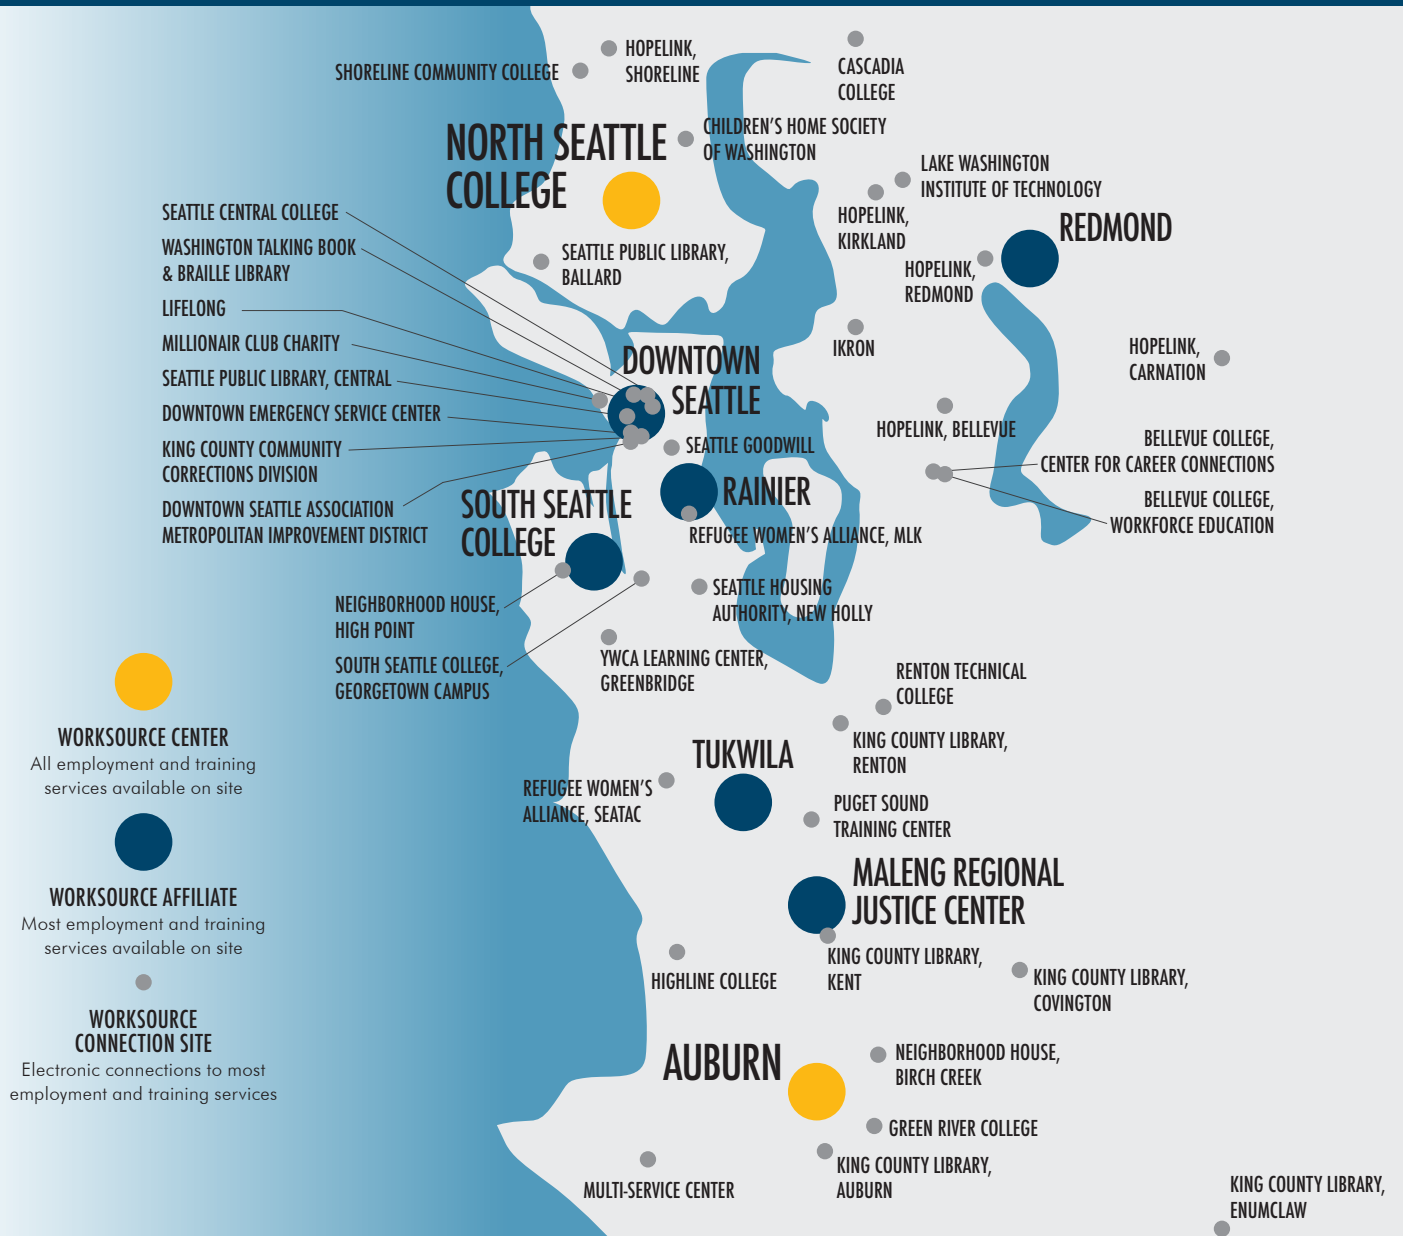 HOPELINK,
SHORELINE
SHORELINE COMMUNITY COLLEGE
CASCADIA
COLLEGE
CHILDREN'S HOME SOCIETY
OF WASHINGTON
NORTH SEATTLE
COLLEGE
LAKE WASHINGTON
INSTITUTE OF TECHNOLOGY
HOPELINK,
KIRKLAND
REDMOND
HOPELINK,
REDMOND
SEATTLE PUBLIC LIBRARY,
BALLARD
SEATTLE CENTRAL COLLEGE
WASHINGTON TALKING BOOK
& BRAILLE LIBRARY
LIFELONG
MILLIONAIR CLUB CHARITY
SEATTLE PUBLIC LIBRARY, CENTRAL
DOWNTOWN EMERGENCY SERVICE CENTER
KING COUNTY COMMUNITY
CORRECTIONS DIVISION
DOWNTOWN SEATTLE ASSOCIATION
METROPOLITAN IMPROVEMENT DISTRICT
DOWNTOWN
SEATTLE
IKRON
HOPELINK,
CARNATION
HOPELINK, BELLEVUE
SEATTLE GOODWILL
BELLEVUE COLLEGE,
CENTER FOR CAREER CONNECTIONS
BELLEVUE COLLEGE,
WORKFORCE EDUCATION
RAINIER
REFUGEE WOMEN'S ALLIANCE, MLK
SOUTH SEATTLE
COLLEGE
NEIGHBORHOOD HOUSE,
HIGH POINT
SEATTLE HOUSING
AUTHORITY, NEW HOLLY
SOUTH SEATTLE COLLEGE,
GEORGETOWN CAMPUS
YWCA LEARNING CENTER,
GREENBRIDGE
RENTON TECHNICAL
COLLEGE
KING COUNTY LIBRARY,
RENTON
TUKWILA
REFUGEE WOMEN'S
ALLIANCE, SEATAC
PUGET SOUND
TRAINING CENTER
MALENG REGIONAL
JUSTICE CENTER
KING COUNTY LIBRARY,
KENT
HIGHLINE COLLEGE
KING COUNTY LIBRARY,
COVINGTON
AUBURN
NEIGHBORHOOD HOUSE,
BIRCH CREEK
GREEN RIVER COLLEGE
KING COUNTY LIBRARY,
AUBURN
MULTI-SERVICE CENTER
KING COUNTY LIBRARY,
ENUMCLAW
WORKSOURCE CENTER
All employment and training
services available on site
WORKSOURCE AFFILIATE
Most employment and training
services available on site
WORKSOURCE
CONNECTION SITE
Electronic connections to most
employment and training services